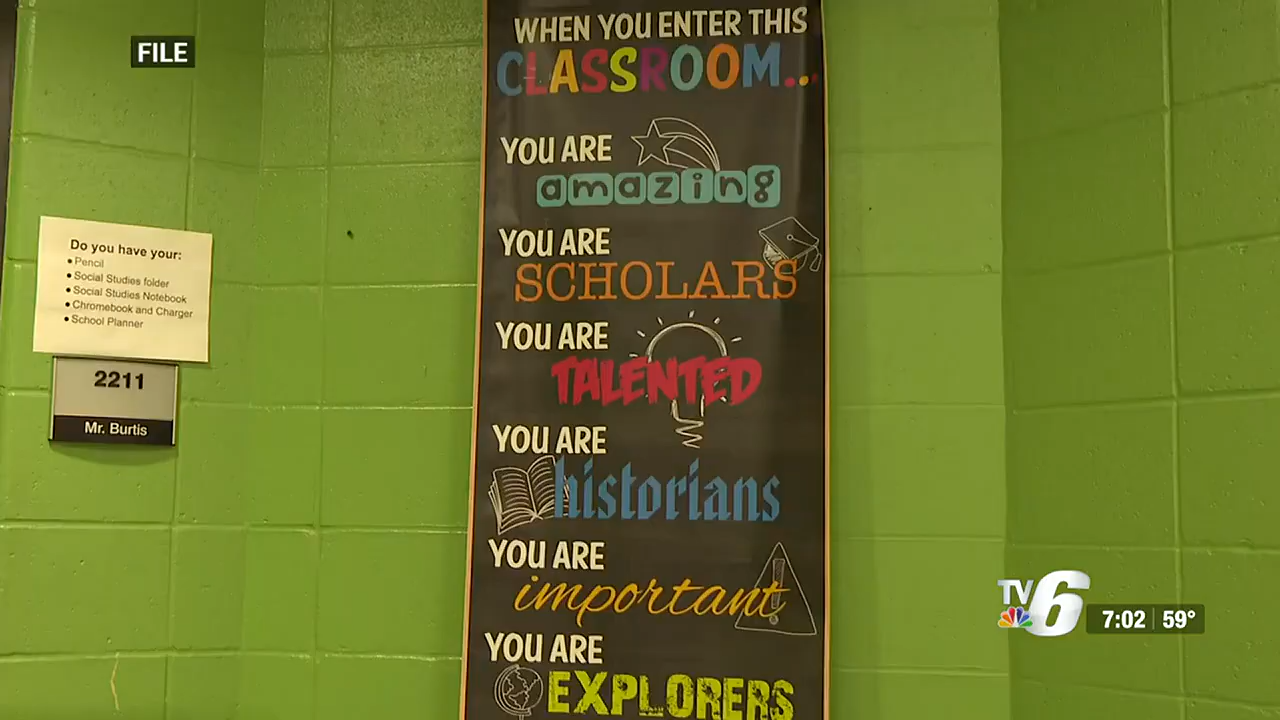 FILE
WHEN YOU ENTER THIS
CLASSROOM...
YOU ARE
amazing
YOU ARE
SCHOLARS
YOU ARE
TALENTED
YOU ARE
historians
YOU ARE
important
YOU ARE
EXPLORERS
Do you have your:
• Pencil
• Social Studies folder
• Social Studies Notebook
• Chromebook and Charger
• School Planner
2211
Mr. Burtis
TV6
7:02 59°